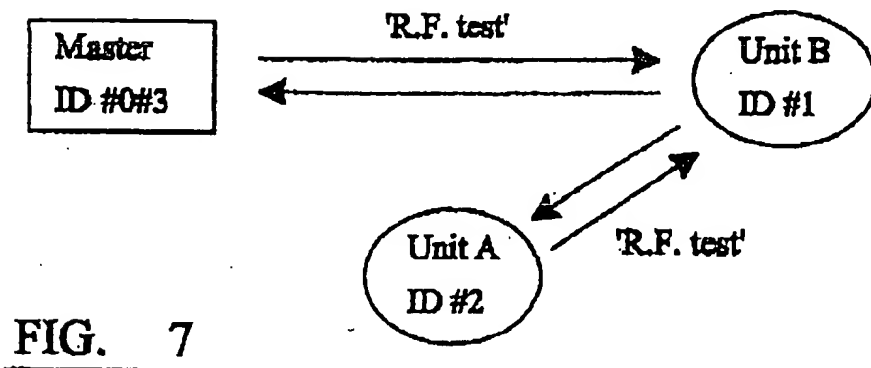 'R.F. test'
Master
ID #0#3
Unit B
ID #1
Unit A
ID #2
'R.F. test'
FIG. 7